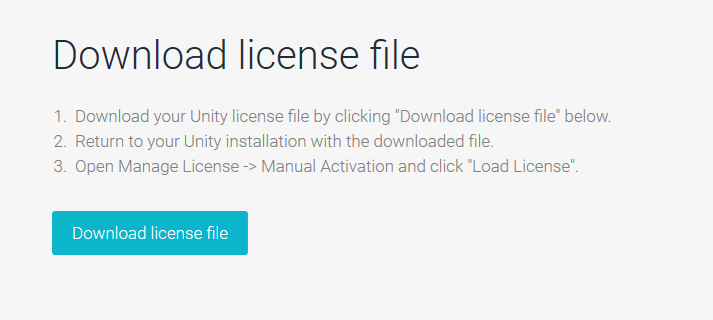 Download license file
1. Download your Unity license file by clicking "Download license file" below.
2. Return to your Unity installation with the downloaded file.
3. Open Manage License -> Manual Activation and click "Load License".
Download license file